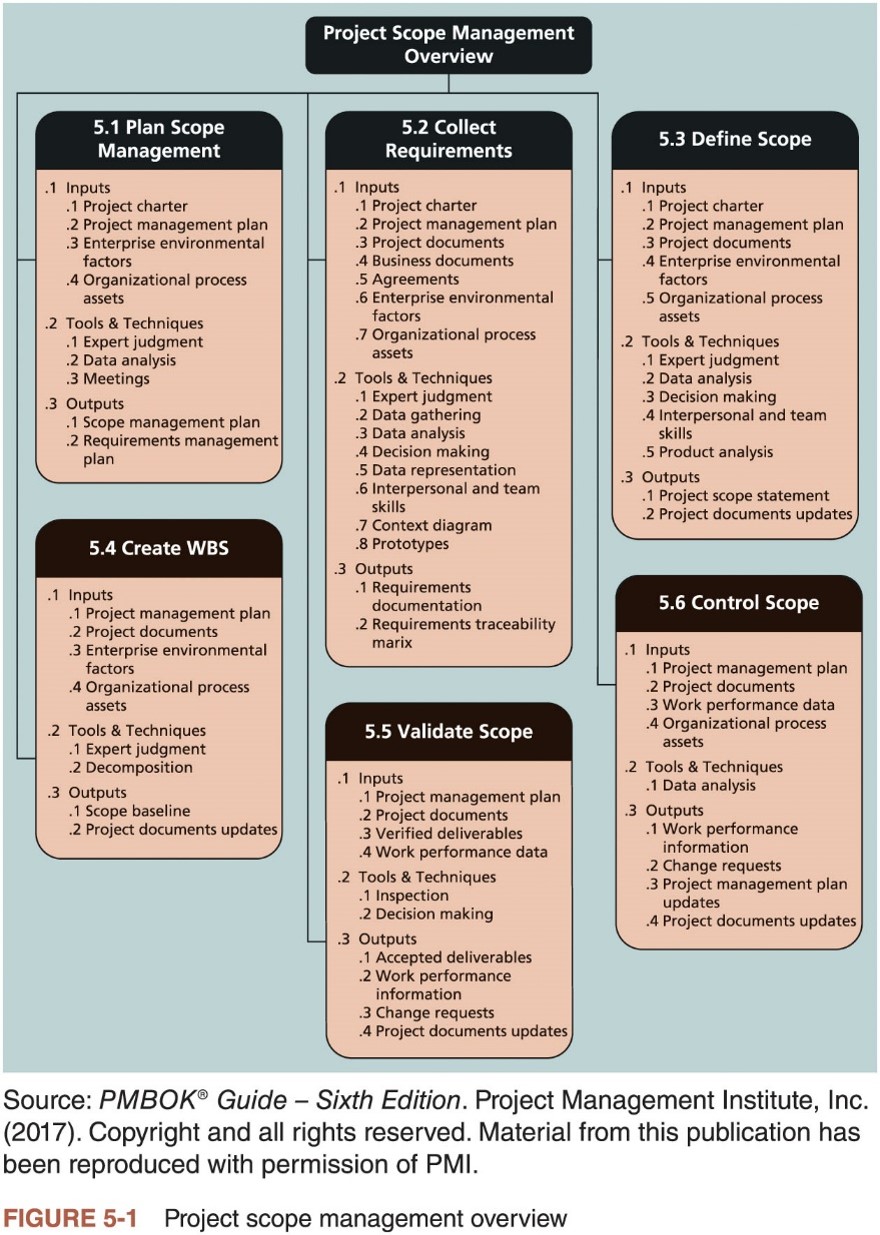 Project Scope Management
Overview
5.1 Plan Scope
Management
.1 Inputs
.1 Project charter
.2 Project management plan
.3 Enterprise environmental
factors
.4 Organizational process
assets
.2 Tools & Techniques
.1 Expert judgment
.2 Data analysis
.3 Meetings
.3 Outputs
.1 Scope management plan
.2 Requirements management
plan
5.2 Collect
Requirements
.1 Inputs
.1 Project charter
.2 Project management plan
.3 Project documents
.4 Business documents
.5 Agreements
.6 Enterprise environmental
factors
.7 Organizational process
assets
.2 Tools & Techniques
.1 Expert judgment
.2 Data gathering
.3 Data analysis
.4 Decision making
.5 Data representation
.6 Interpersonal and team
skills
.7 Context diagram
.8 Prototypes
.3 Outputs
.1 Requirements
documentation
.2 Requirements traceability
marix
5.3 Define Scope
.1 Inputs
.1 Project charter
.2 Project management plan
.3 Project documents
.4 Enterprise environmental
factors
.5 Organizational process
assets
.2 Tools & Techniques
.1 Expert judgment
.2 Data analysis
.3 Decision making
.4 Interpersonal and team
skills
.5 Product analysis
.3 Outputs
.1 Project scope statement
.2 Project documents updates
5.4 Create WBS
.1 Inputs
.1 Project management plan
.2 Project documents
.3 Enterprise environmental
factors
.4 Organizational process
assets
.2 Tools & Techniques
.1 Expert judgment
.2 Decomposition
.3 Outputs
.1 Scope baseline
.2 Project documents updates
5.5 Validate Scope
.1 Inputs
.1 Project management plan
.2 Project documents
.3 Verified deliverables
.4 Work performance data
.2 Tools & Techniques
.1 Inspection
.2 Decision making
.3 Outputs
.1 Accepted deliverables
.2 Work performance
information
.3 Change requests
.4 Project documents updates
5.6 Control Scope
.1 Inputs
.1 Project management plan
.2 Project documents
.3 Work performance data
.4 Organizational process
assets
.2 Tools & Techniques
.1 Data analysis
.3 Outputs
.1 Work performance
information
.2 Change requests
.3 Project management plan
updates
.4 Project documents updates
Source: PMBOK® Guide – Sixth Edition. Project Management Institute, Inc.
(2017). Copyright and all rights reserved. Material from this publication has
been reproduced with permission of PMI.
FIGURE 5-1 Project scope management overview